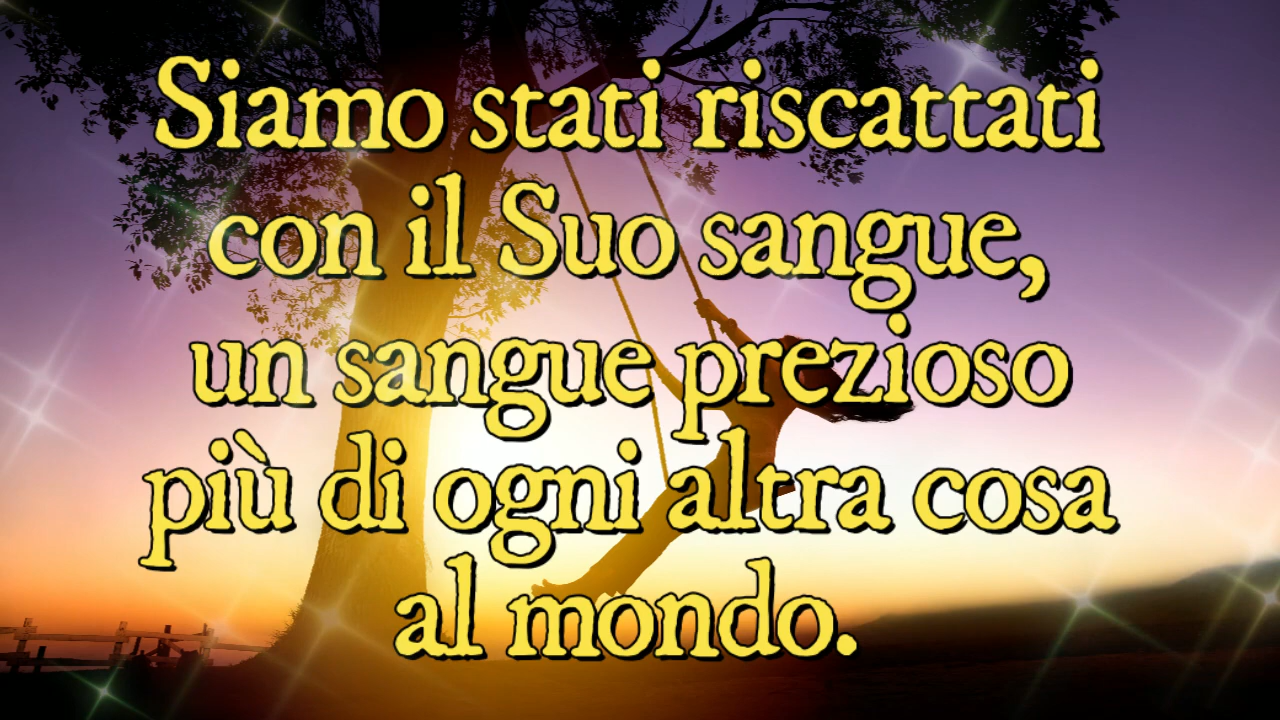 Siamo stati riscattati
con il Suo sangue,
un sangue prezioso
più di ogni altra cosa
al mondo.